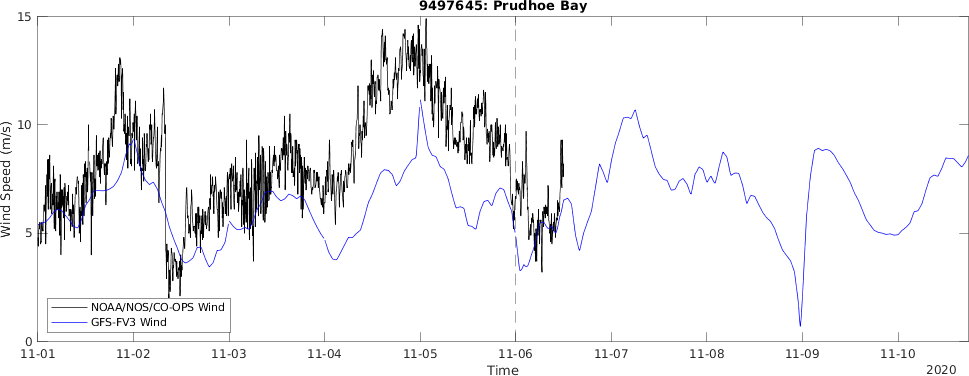 9497645: Prudhoe Bay
15
10
5
0
Wind Speed (m/s)
NOAA/NOS/CO-OPS Wind
GFS-FV3 Wind
11-01 11-02 11-03 11-04 11-05 11-06 11-07 11-08 11-09 11-10
Time
2020